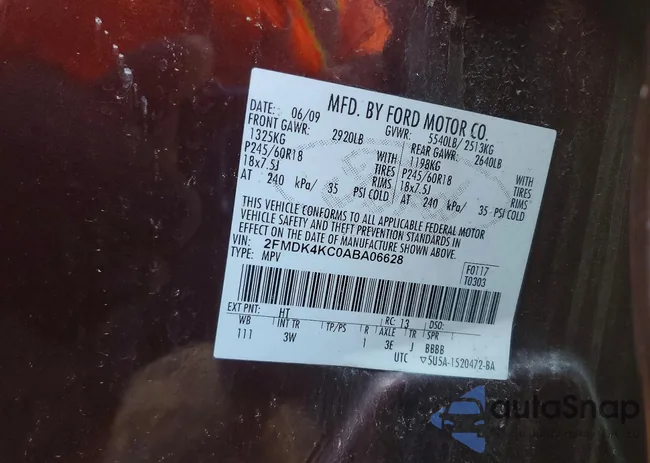 MFD. BY FORD MOTOR CO.
DATE: 06/09 GVWR: 5540LB/ 2513KG
FRONT GAWR: 2920LB REAR GAWR: 2640LB
1325KG WITH 1198KG WITH
P245/60R18 TIRES P245/60R18 TIRES
18x7.5J RIMS 18x7.5J RIMS
AT 240 kPa/ 35 PSI COLD AT 240 kPa/ 35 PSI COLD
THIS VEHICLE CONFORMS TO ALL APPLICABLE FEDERAL MOTOR
VEHICLE SAFETY AND THEFT PREVENTION STANDARDS IN
EFFECT ON THE DATE OF MANUFACTURE SHOWN ABOVE.
VIN: 2FMDK4KC0ABA06628
TYPE: MPV
F0117
T0303
EXT PNT: HT RC: 13 DSO:
WB INT TR TP/PS R AXLE TR SPR
111 3W 1 3E J BBBB
UTC ▽5U5A-1520472-BA
autoSnap